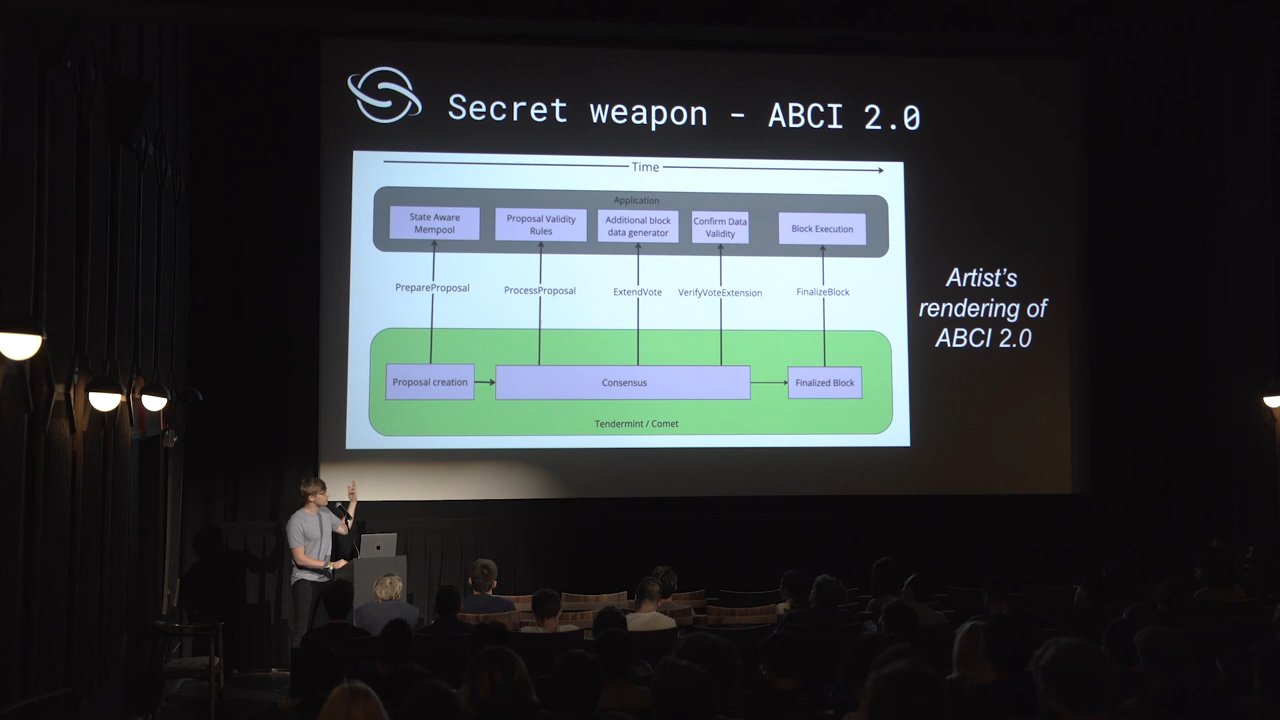 Secret weapon - ABCI 2.0
Time
Application
State Aware
Mempool
Proposal Validity
Rules
Additional block
data generator
Confirm Data
Validity
Block Execution
PrepareProposal
ProcessProposal
ExtendVote
VerifyVoteExtension
FinalizeBlock
Proposal creation
Consensus
Finalized Block
Tendermint / Comet
Artist's
rendering of
ABCI 2.0